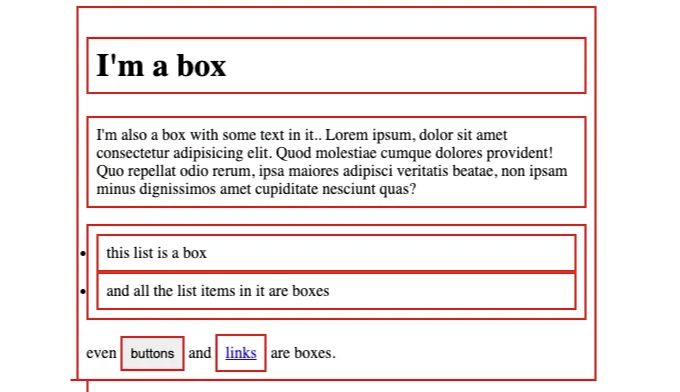 I'm a box
I'm also a box with some text in it.. Lorem ipsum, dolor sit amet
consectetur adipisicing elit. Quod molestiae cumque dolores provident!
Quo repellat odio rerum, ipsa maiores adipisci veritatis beatae, non ipsam
minus dignissimos amet cupiditate nesciunt quas?
this list is a box
and all the list items in it are boxes
even buttons and links are boxes.